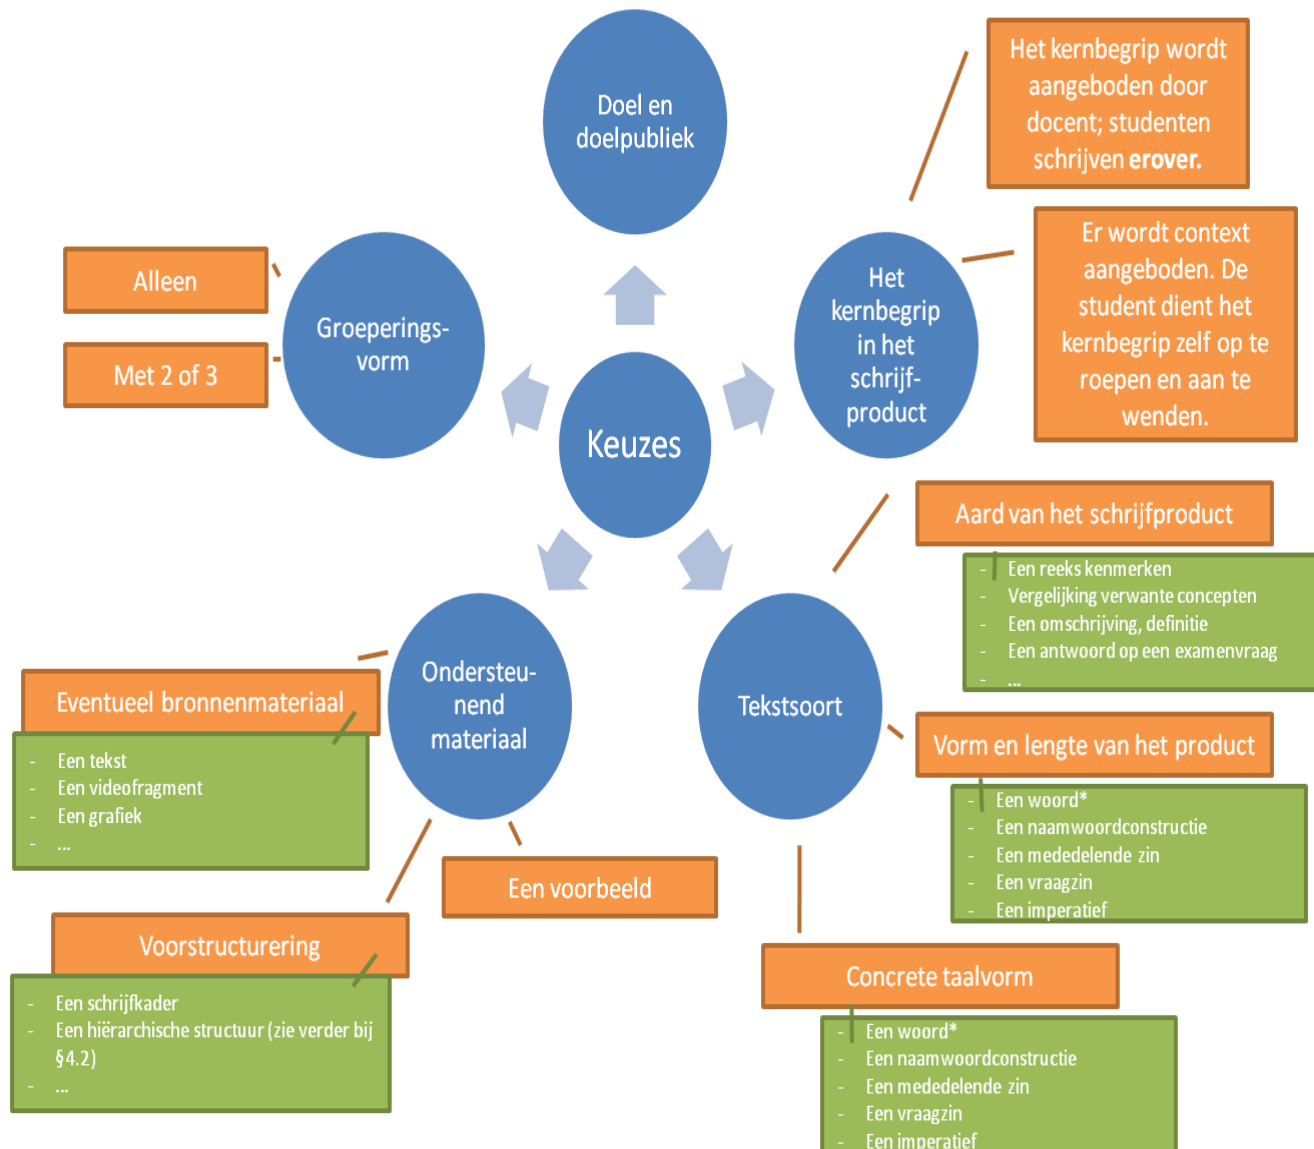 Doel en
doelpubliek
Het kernbegrip wordt
aangeboden door
docent; studenten
schrijven erover.
Er wordt context
aangeboden. De
student dient het
kernbegrip zelf op te
roepen en aan te
wenden.
Het
kernbegrip
in het
schrijf-
product
Alleen
Met 2 of 3
Groeperings-
vorm
Keuzes
Aard van het schrijfproduct
- Een reeks kenmerken
- Vergelijking verwante concepten
- Een omschrijving, definitie
- Een antwoord op een examenvraag
- ...
Ondersteu-
nend
materiaal
Tekstsoort
Eventueel bronnenmateriaal
- Een tekst
- Een videofragment
- Een grafiek
- ...
Vorm en lengte van het product
- Een woord*
- Een naamwoordconstructie
- Een mededelende zin
- Een vraagzin
- Een imperatief
Een voorbeeld
Voorstructurering
- Een schrijfkader
- Een hiërarchische structuur (zie verder bij
§4.2)
- ...
Concrete taalvorm
- Een woord*
- Een naamwoordconstructie
- Een mededelende zin
- Een vraagzin
- Een imperatief